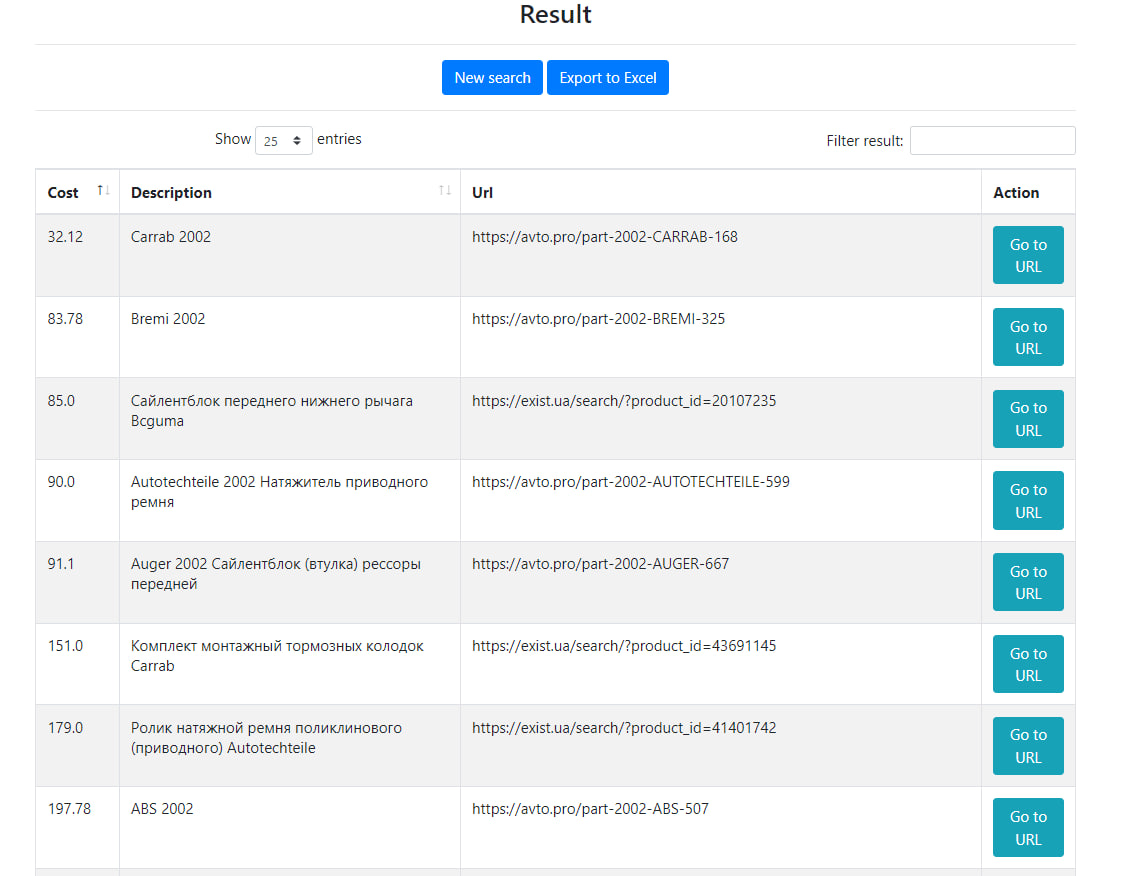 Result
New search Export to Excel
Show 25 entries Filter result:
Cost Description Url Action
32.12 Carrab 2002 https://avto.pro/part-2002-CARRAB-168 Go to
URL
83.78 Bremi 2002 https://avto.pro/part-2002-BREMI-325 Go to
URL
85.0 Сайлентблок переднего нижнего рычага https://exist.ua/search/?product_id=20107235 Go to
Bcguma URL
90.0 Autotechteile 2002 Натяжитель приводного https://avto.pro/part-2002-AUTOTECHTEILE-599 Go to
ремня URL
91.1 Auger 2002 Сайлентблок (втулка) рессоры https://avto.pro/part-2002-AUGER-667 Go to
передней URL
151.0 Комплект монтажный тормозных колодок https://exist.ua/search/?product_id=43691145 Go to
Carrab URL
179.0 Ролик натяжной ремня поликлинового https://exist.ua/search/?product_id=41401742 Go to
(приводного) Autotechteile URL
197.78 ABS 2002 https://avto.pro/part-2002-ABS-507 Go to
URL